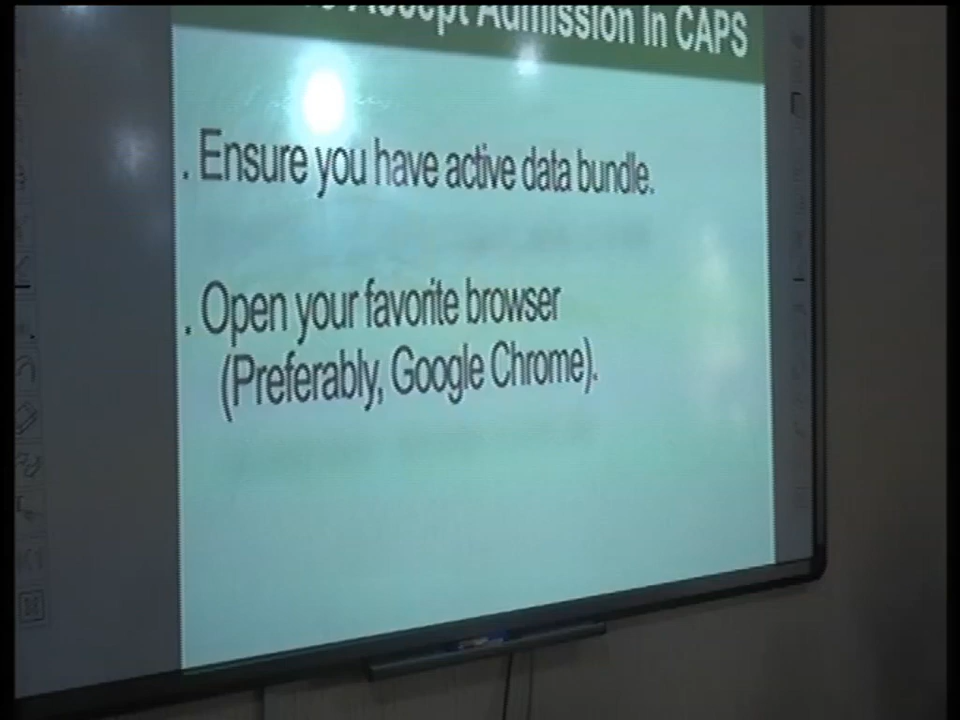 Accept Admission In CAPS
. Ensure you have active data bundle.
. Open your favorite browser
(Preferably, Google Chrome).